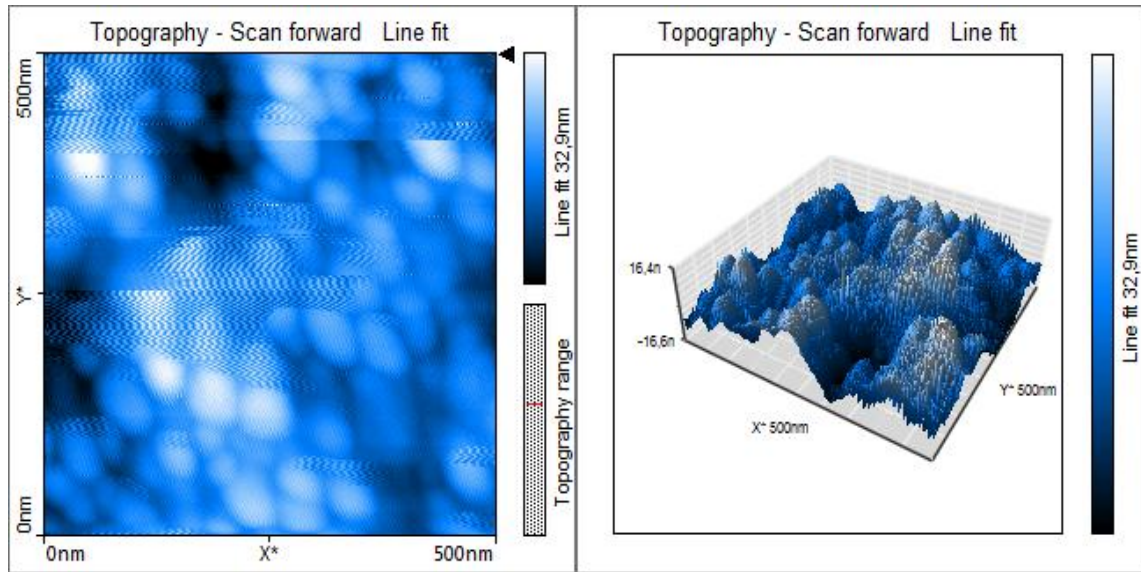 Topography - Scan forward Line fit
500nm
Y*
0nm
0nm
X*
500nm
Line fit 32,9nm
Topography range
Topography - Scan forward Line fit
16,4n
-16,6n
X* 500nm
Y* 500nm
Line fit 32,9nm